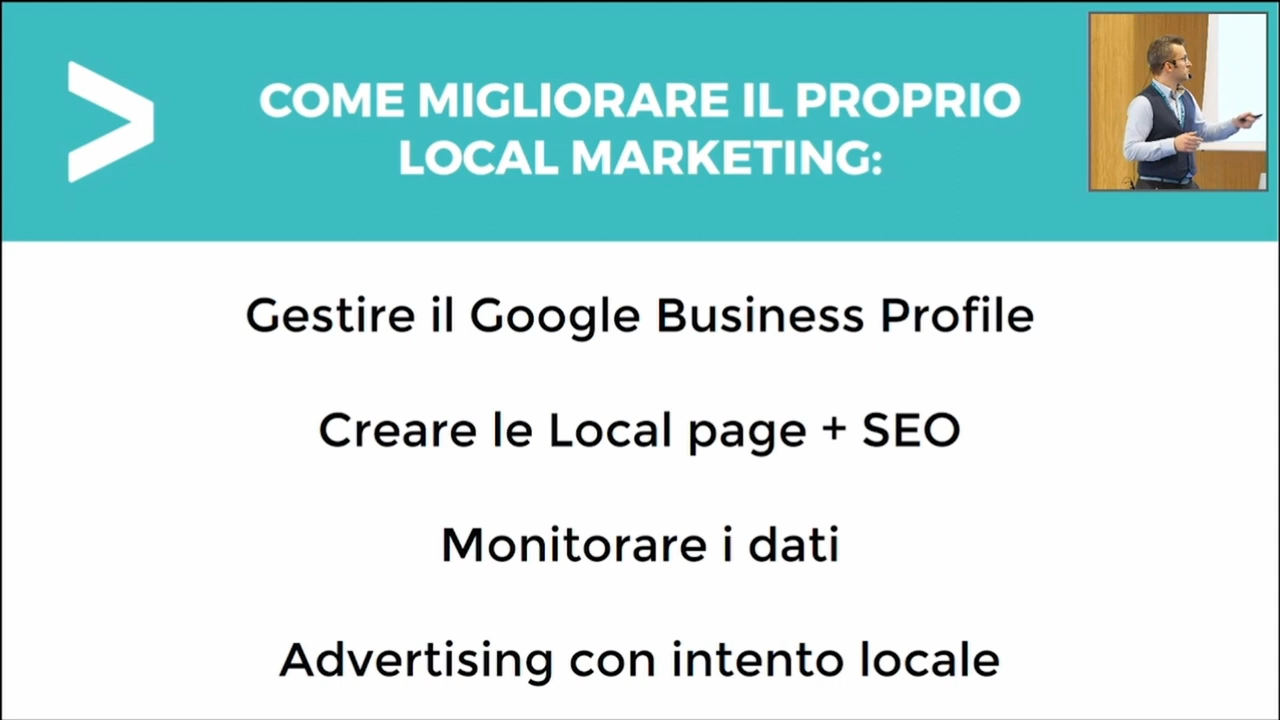 COME MIGLIORARE IL PROPRIO
LOCAL MARKETING:
Gestire il Google Business Profile
Creare le Local page + SEO
Monitorare i dati
Advertising con intento locale